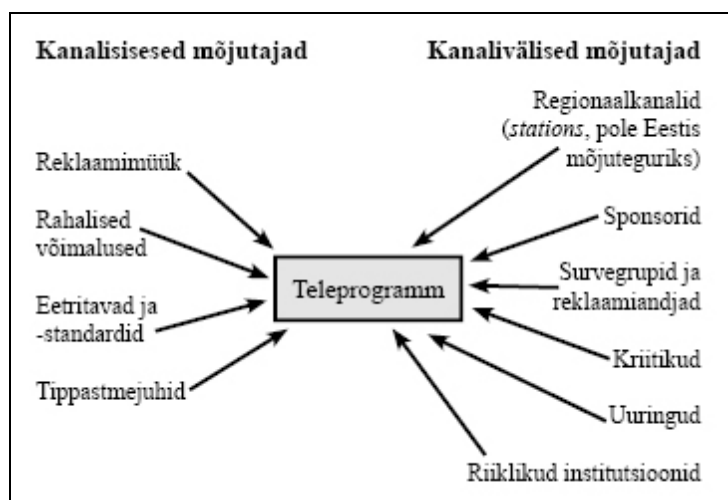 Kanalisisesed mõjutajad
Reklaamimüük
Rahalised
võimalused
Eetritavad ja
-standardid
Tippastmejuhid
Teleprogramm
Kanalivälised mõjutajad
Regionaalkanalid
(stations, pole Eestis
mõjuteguriks)
Sponsorid
Survegrupid ja
reklaamiandjad
Kriitikud
Uuringud
Riiklikud institutsioonid